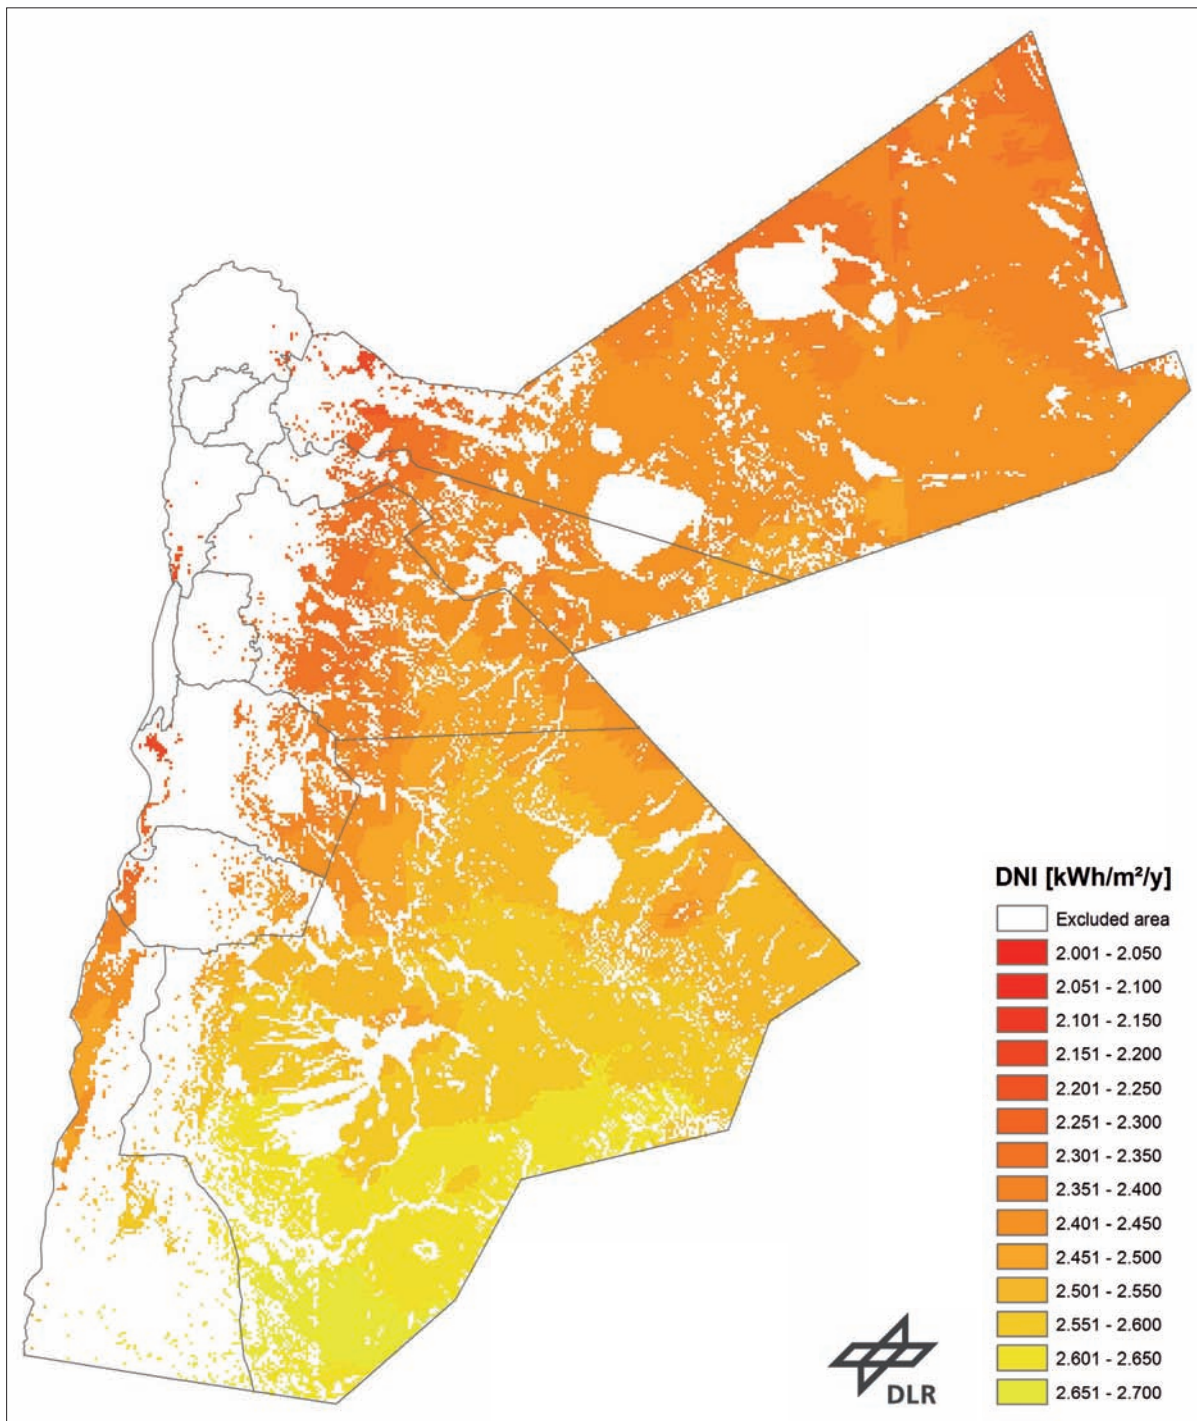 DNI [kWh/m²/y]
Excluded area
2.001 - 2.050
2.051 - 2.100
2.101 - 2.150
2.151 - 2.200
2.201 - 2.250
2.251 - 2.300
2.301 - 2.350
2.351 - 2.400
2.401 - 2.450
2.451 - 2.500
2.501 - 2.550
2.551 - 2.600
2.601 - 2.650
2.651 - 2.700
DLR